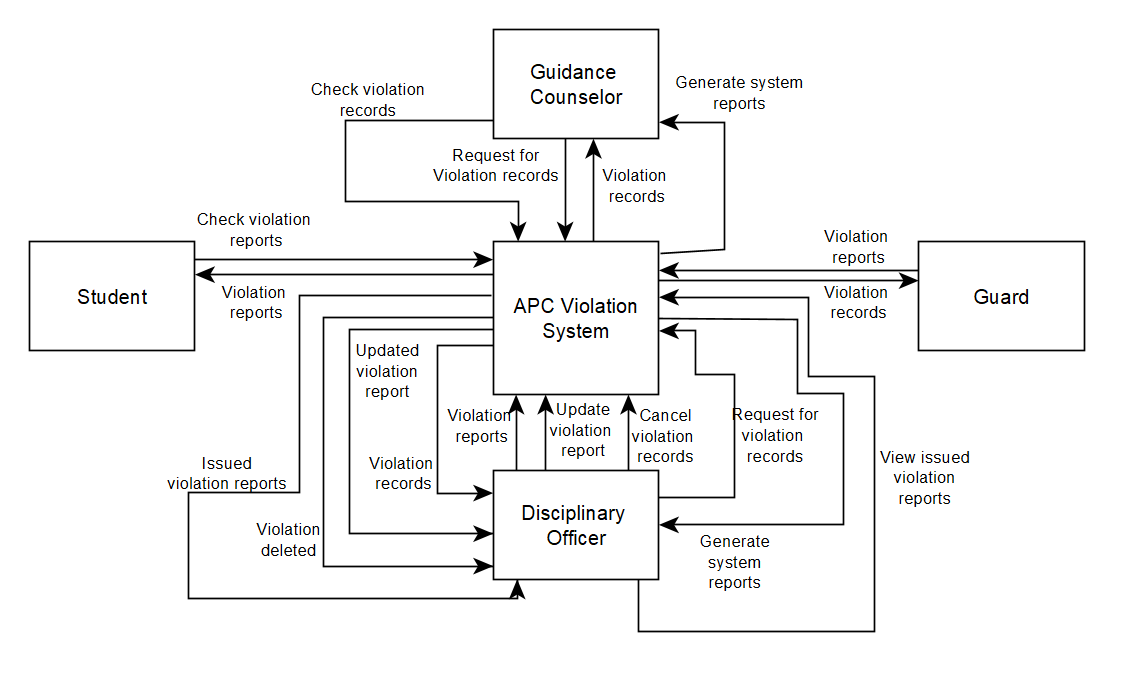 Guidance
Counselor
Generate system
reports
Check violation
records
Request for
Violation records
Violation
records
Check violation
reports
Violation
reports
Student
Violation
reports
APC Violation
System
Violation
records
Guard
Updated
violation
report
Violation
reports
Update
violation
report
Cancel
violation
records
Request for
violation
records
View issued
violation
reports
Issued
violation reports
Violation
records
Violation
deleted
Disciplinary
Officer
Generate
system
reports